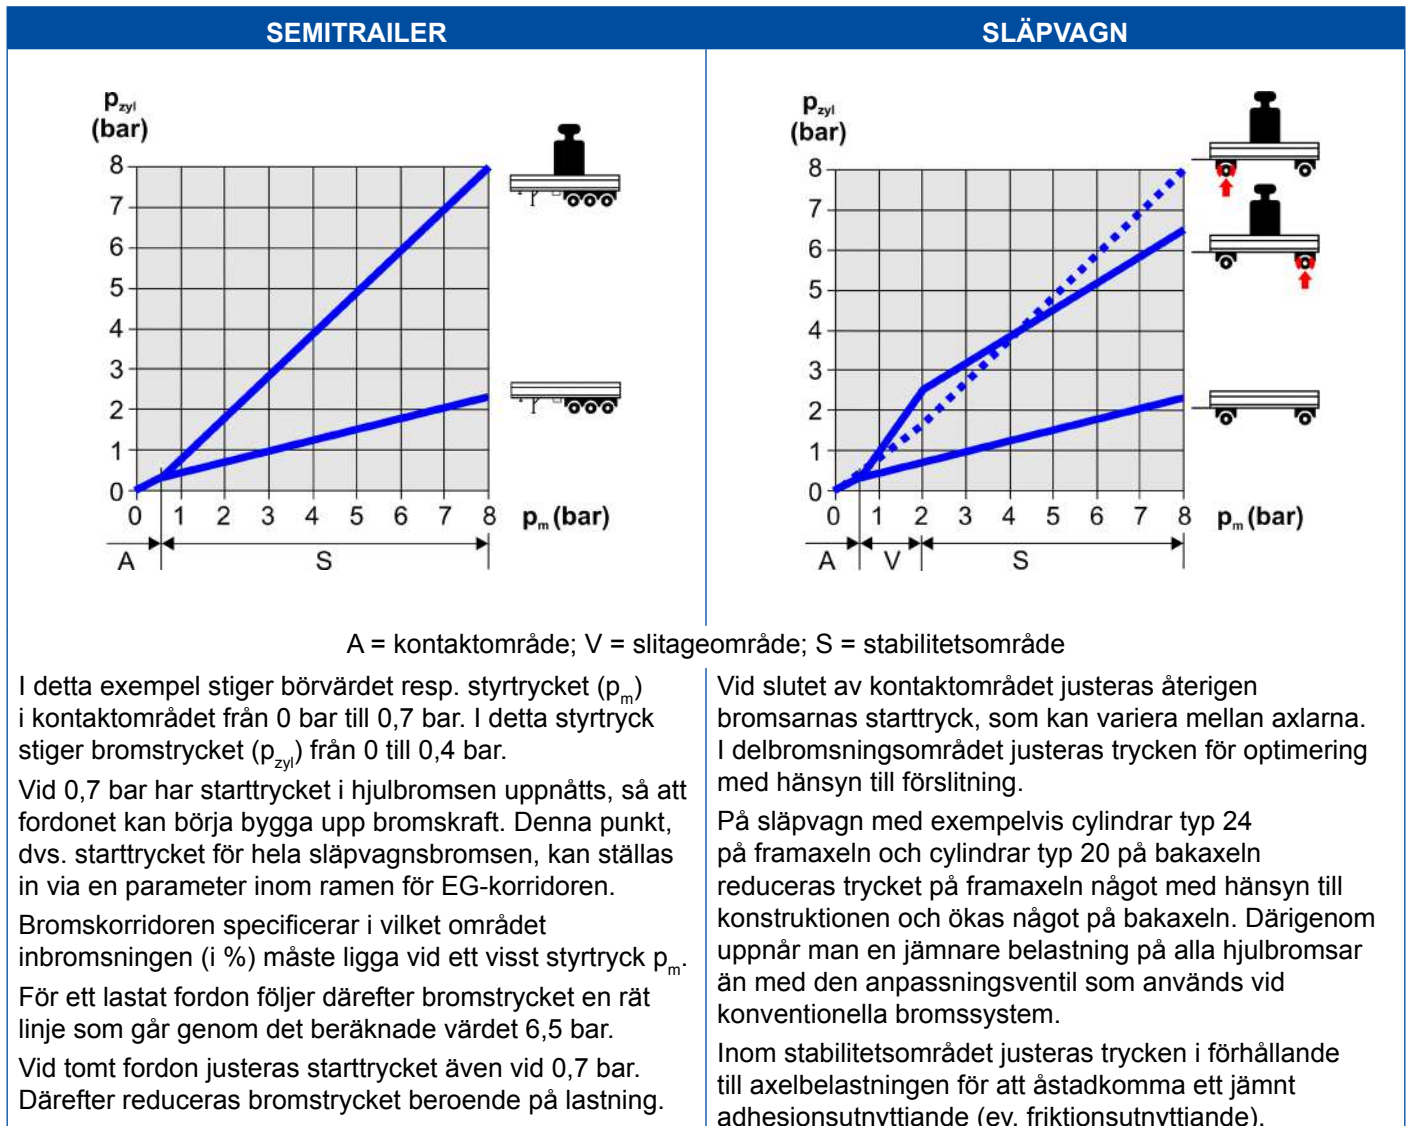 SEMITRAILER
p_zyl
(bar)
8
7
6
5
4
3
2
1
0
0 1 2 3 4 5 6 7 8 p_m (bar)
A S
SLÄPVAGN
p_zyl
(bar)
8
7
6
5
4
3
2
1
0
0 1 2 3 4 5 6 7 8 p_m (bar)
A V S
A = kontaktområde; V = slitageområde; S = stabilitetsområde
I detta exempel stiger börvärdet resp. styrtrycket (p_m)
i kontaktområdet från 0 bar till 0,7 bar. I detta styrtryck
stiger bromstrycket (p_zyl) från 0 till 0,4 bar.
Vid 0,7 bar har starttrycket i hjulbromsen uppnåtts, så att
fordonet kan börja bygga upp bromskraft. Denna punkt,
dvs. starttrycket för hela släpvagnsbromsen, kan ställas
in via en parameter inom ramen för EG-korridoren.
Bromskorridoren specificerar i vilket området
inbromsningen (i %) måste ligga vid ett visst styrtryck p_m.
För ett lastat fordon följer därefter bromstrycket en rät
linje som går genom det beräknade värdet 6,5 bar.
Vid tomt fordon justeras starttrycket även vid 0,7 bar.
Därefter reduceras bromstrycket beroende på lastning.
Vid slutet av kontaktområdet justeras återigen
bromsarnas starttryck, som kan variera mellan axlarna.
I delbromsningsområdet justeras trycken för optimering
med hänsyn till förslitning.
På släpvagn med exempelvis cylindrar typ 24
på framaxeln och cylindrar typ 20 på bakaxeln
reduceras trycket på framaxeln något med hänsyn till
konstruktionen och ökas något på bakaxeln. Därigenom
uppnår man en jämnare belastning på alla hjulbromsar
än med den anpassningsventil som används vid
konventionella bromssystem.
Inom stabilitetsområdet justeras trycken i förhållande
till axelbelastningen för att åstadkomma ett jämnt
adhesionsutnyttjande (ev. friktionsutnyttjande).